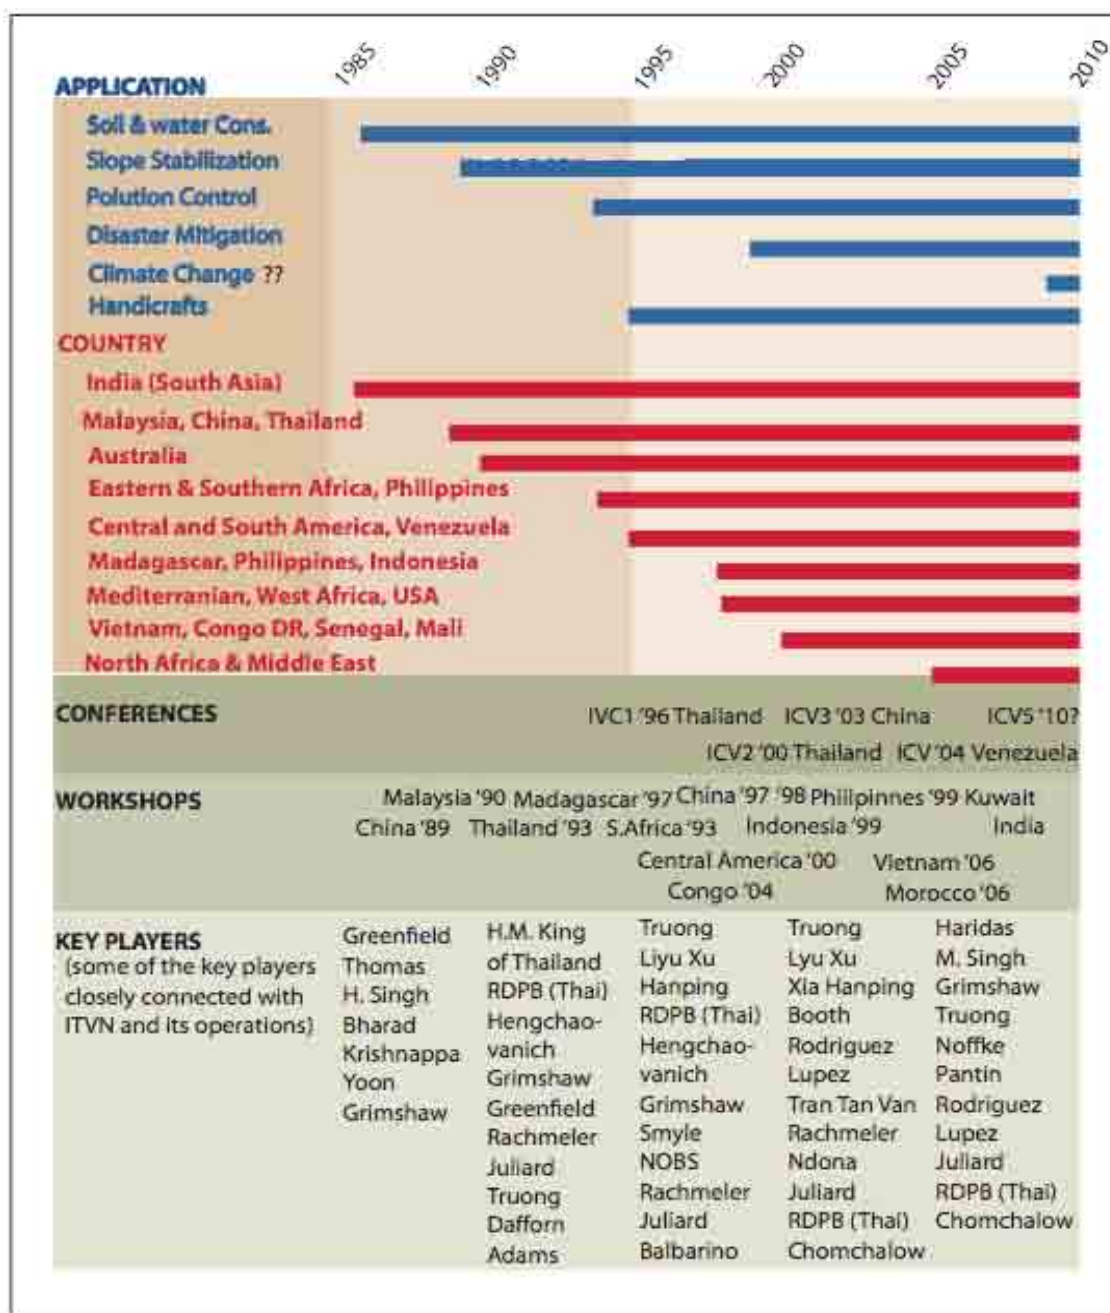 1985 1990 1995 2000 2005 2010
APPLICATION
Soil & water Cons.
Slope Stabilization
Polution Control
Disaster Mitigation
Climate Change ??
Handicrafts
COUNTRY
India (South Asia)
Malaysia, China, Thailand
Australia
Eastern & Southern Africa, Philippines
Central and South America, Venezuela
Madagascar, Philippines, Indonesia
Mediterranian, West Africa, USA
Vietnam, Congo DR, Senegal, Mali
North Africa & Middle East
CONFERENCES
IVC1 '96 Thailand ICV3 '03 China ICV5 '10?
ICV2 '00 Thailand ICV '04 Venezuela
WORKSHOPS
Malaysia '90 Madagascar '97 China '97 '98 Philipinnes '99 Kuwait
China '89 Thailand '93 S.Africa '93 Indonesia '99 India
Central America '00 Vietnam '06
Congo '04 Morocco '06
KEY PLAYERS
(some of the key players
closely connected with
ITVN and its operations)
Greenfield
Thomas
H. Singh
Bharad
Krishnappa
Yoon
Grimshaw
H.M. King
of Thailand
RDPB (Thai)
Hengchao-
vanich
Grimshaw
Greenfield
Rachmeler
Juliard
Truong
Dafforn
Adams
Truong
Liyu Xu
Hanping
RDPB (Thai)
Hengchao-
vanich
Grimshaw
Smyle
NOBS
Rachmeler
Juliard
Balbarino
Truong
Lyu Xu
Xia Hanping
Booth
Rodriguez
Lupez
Tran Tan Van
Rachmeler
Ndona
Juliard
RDPB (Thai)
Chomchalow
Haridas
M. Singh
Grimshaw
Truong
Noffke
Pantin
Rodriguez
Lupez
Juliard
RDPB (Thai)
Chomchalow